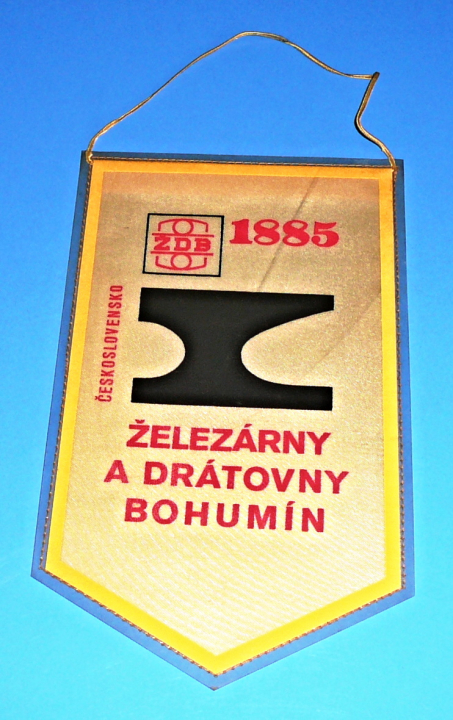 ŽDB
1885
ČESKOSLOVENSKO
ŽELEZÁRNY
A DRÁTOVNY
BOHUMÍN